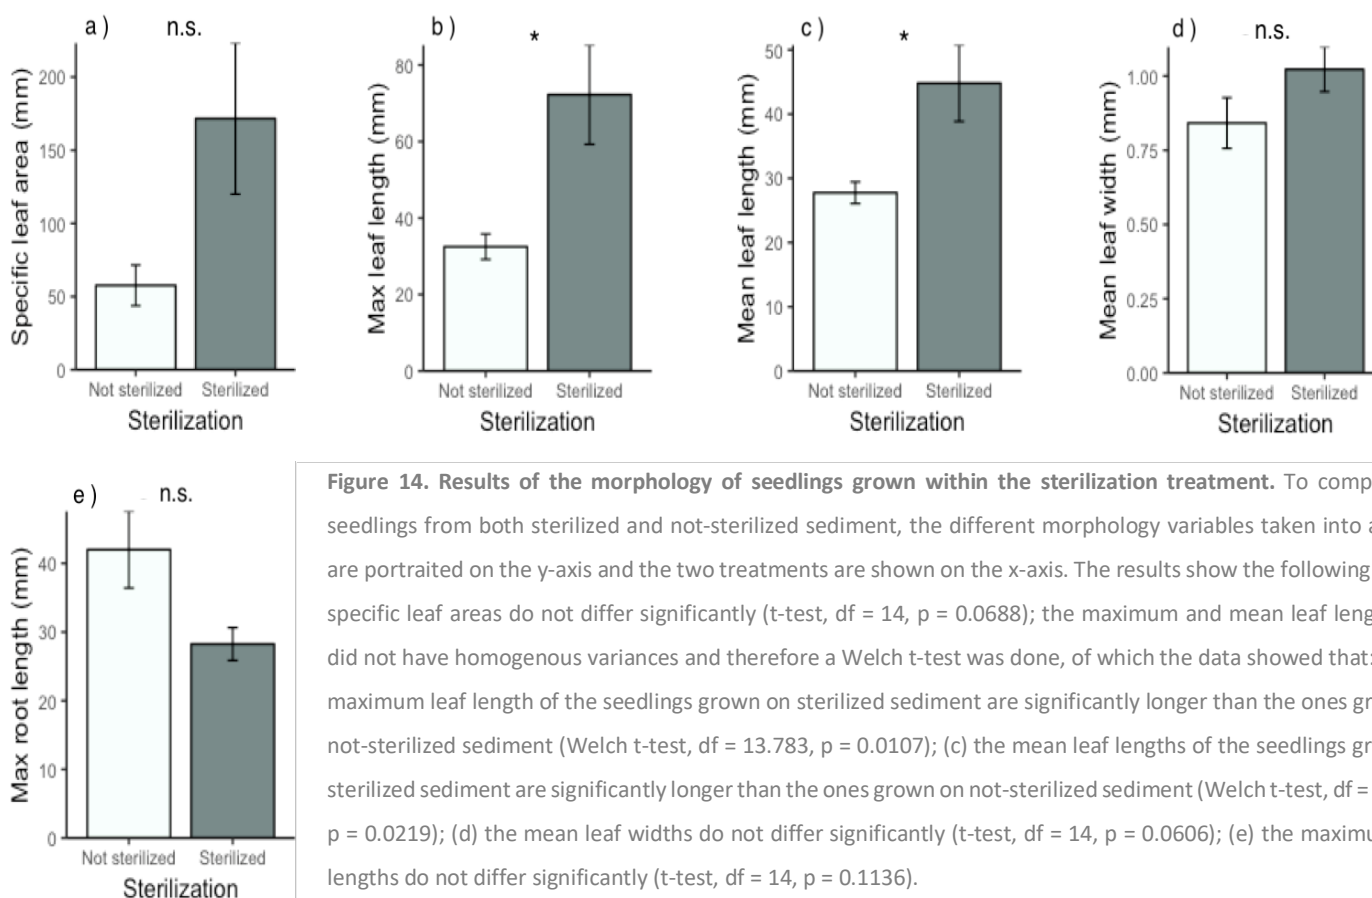 a )
n.s.
Specific leaf area (mm)
200
150
100
50
0
Not sterilized Sterilized
Sterilization
b )
*
Max leaf length (mm)
80
60
40
20
0
Not sterilized Sterilized
Sterilization
c )
*
Mean leaf length (mm)
50
40
30
20
10
0
Not sterilized Sterilized
Sterilization
d )
n.s.
Mean leaf width (mm)
1.00
0.75
0.50
0.25
0.00
Not sterilized Sterilized
Sterilization
e )
n.s.
Max root length (mm)
40
30
20
10
0
Not sterilized Sterilized
Sterilization
Figure 14. Results of the morphology of seedlings grown within the sterilization treatment. To
seedlings from both sterilized and not-sterilized sediment, the different morphology variables taken into
are portraited on the y-axis and the two treatments are shown on the x-axis. The results show the following
specific leaf areas do not differ significantly (t-test, df = 14, p = 0.0688); the maximum and mean leaf
did not have homogenous variances and therefore a Welch t-test was done, of which the data showed that:
maximum leaf length of the seedlings grown on sterilized sediment are significantly longer than the ones
not-sterilized sediment (Welch t-test, df = 13.783, p = 0.0107); (c) the mean leaf lengths of the seedlings
sterilized sediment are significantly longer than the ones grown on not-sterilized sediment (Welch t-test, df =
p = 0.0219); (d) the mean leaf widths do not differ significantly (t-test, df = 14, p = 0.0606); (e) the
lengths do not differ significantly (t-test, df = 14, p = 0.1136).